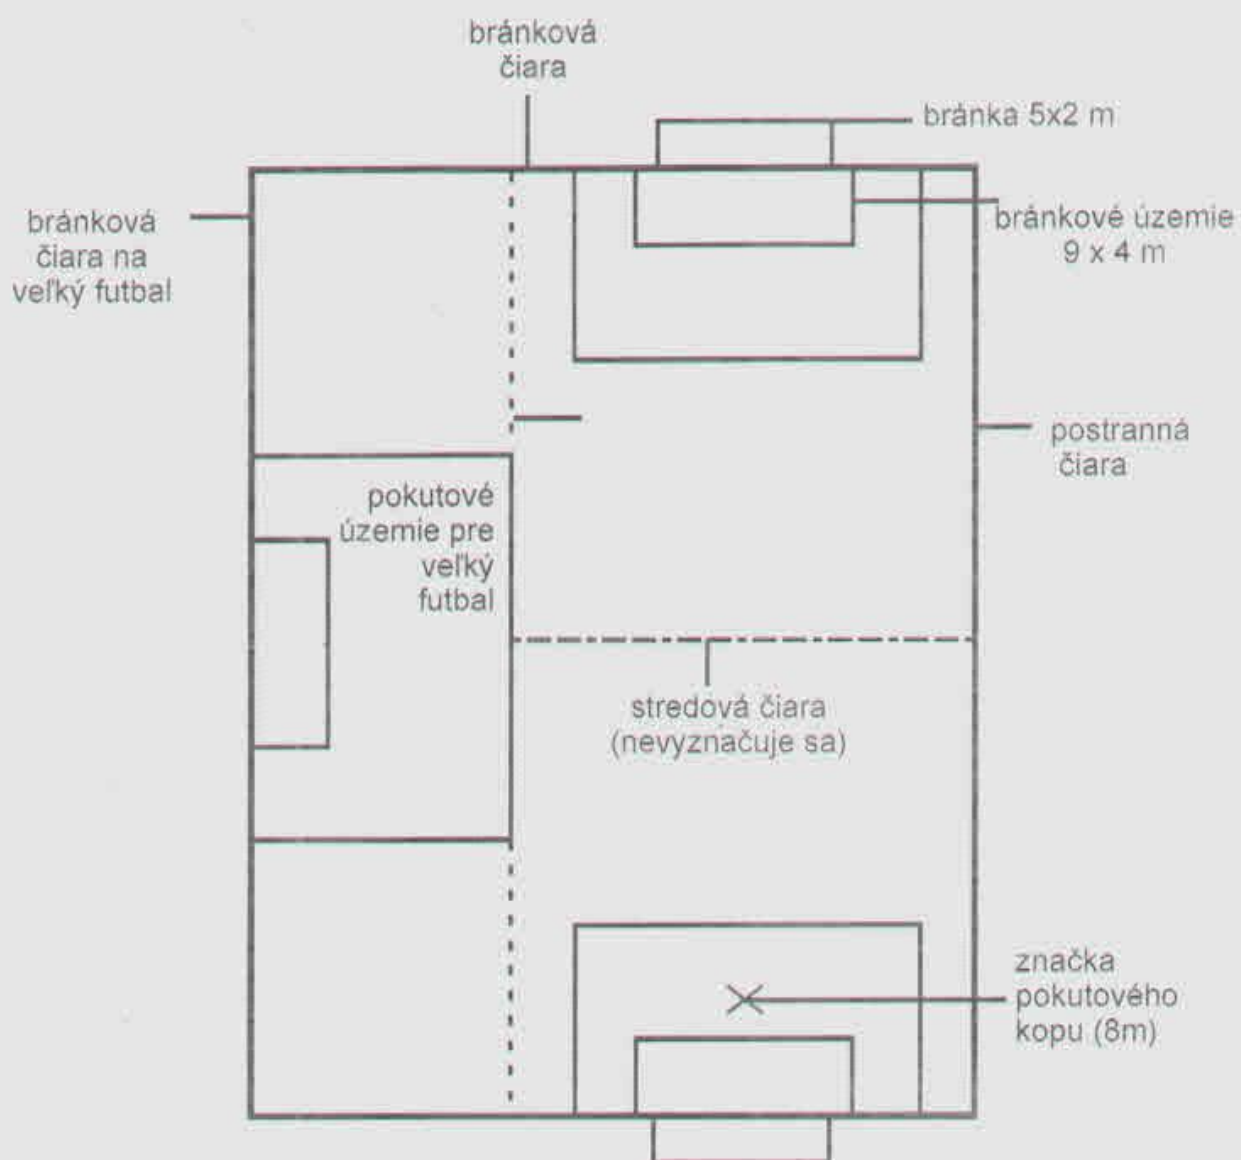 bránková
čiara
bránka 5x2 m
bránková
čiara na
veľký futbal
bránkové územie
9 x 4 m
postranná
čiara
pokutové
územie pre
veľký
futbal
stredová čiara
(nevyznačuje sa)
značka
pokutového
kopu (8m)